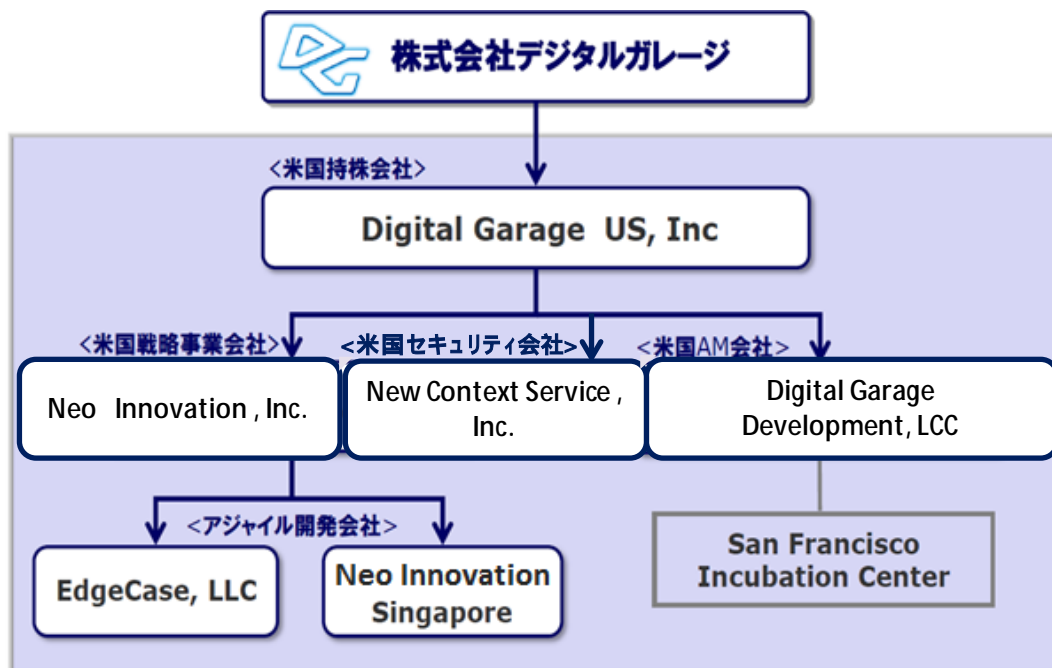 DG 株式会社デジタルガレージ
<米国持株会社>
Digital Garage US, Inc
<米国戦略事業会社>
<米国セキュリティ会社>
<米国AM会社>
Neo Innovation , Inc.
New Context Service ,
Inc.
Digital Garage
Development, LCC
<アジャイル開発会社>
EdgeCase, LLC
Neo Innovation
Singapore
San Francisco
Incubation Center